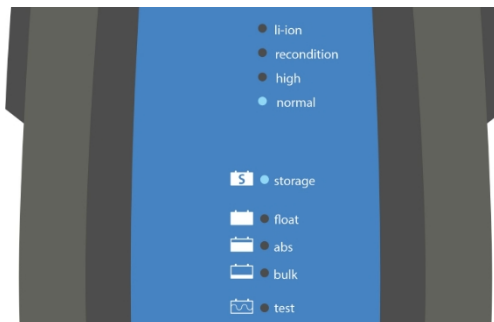 li-ion
recondition
high
normal
S storage
float
abs
bulk
test